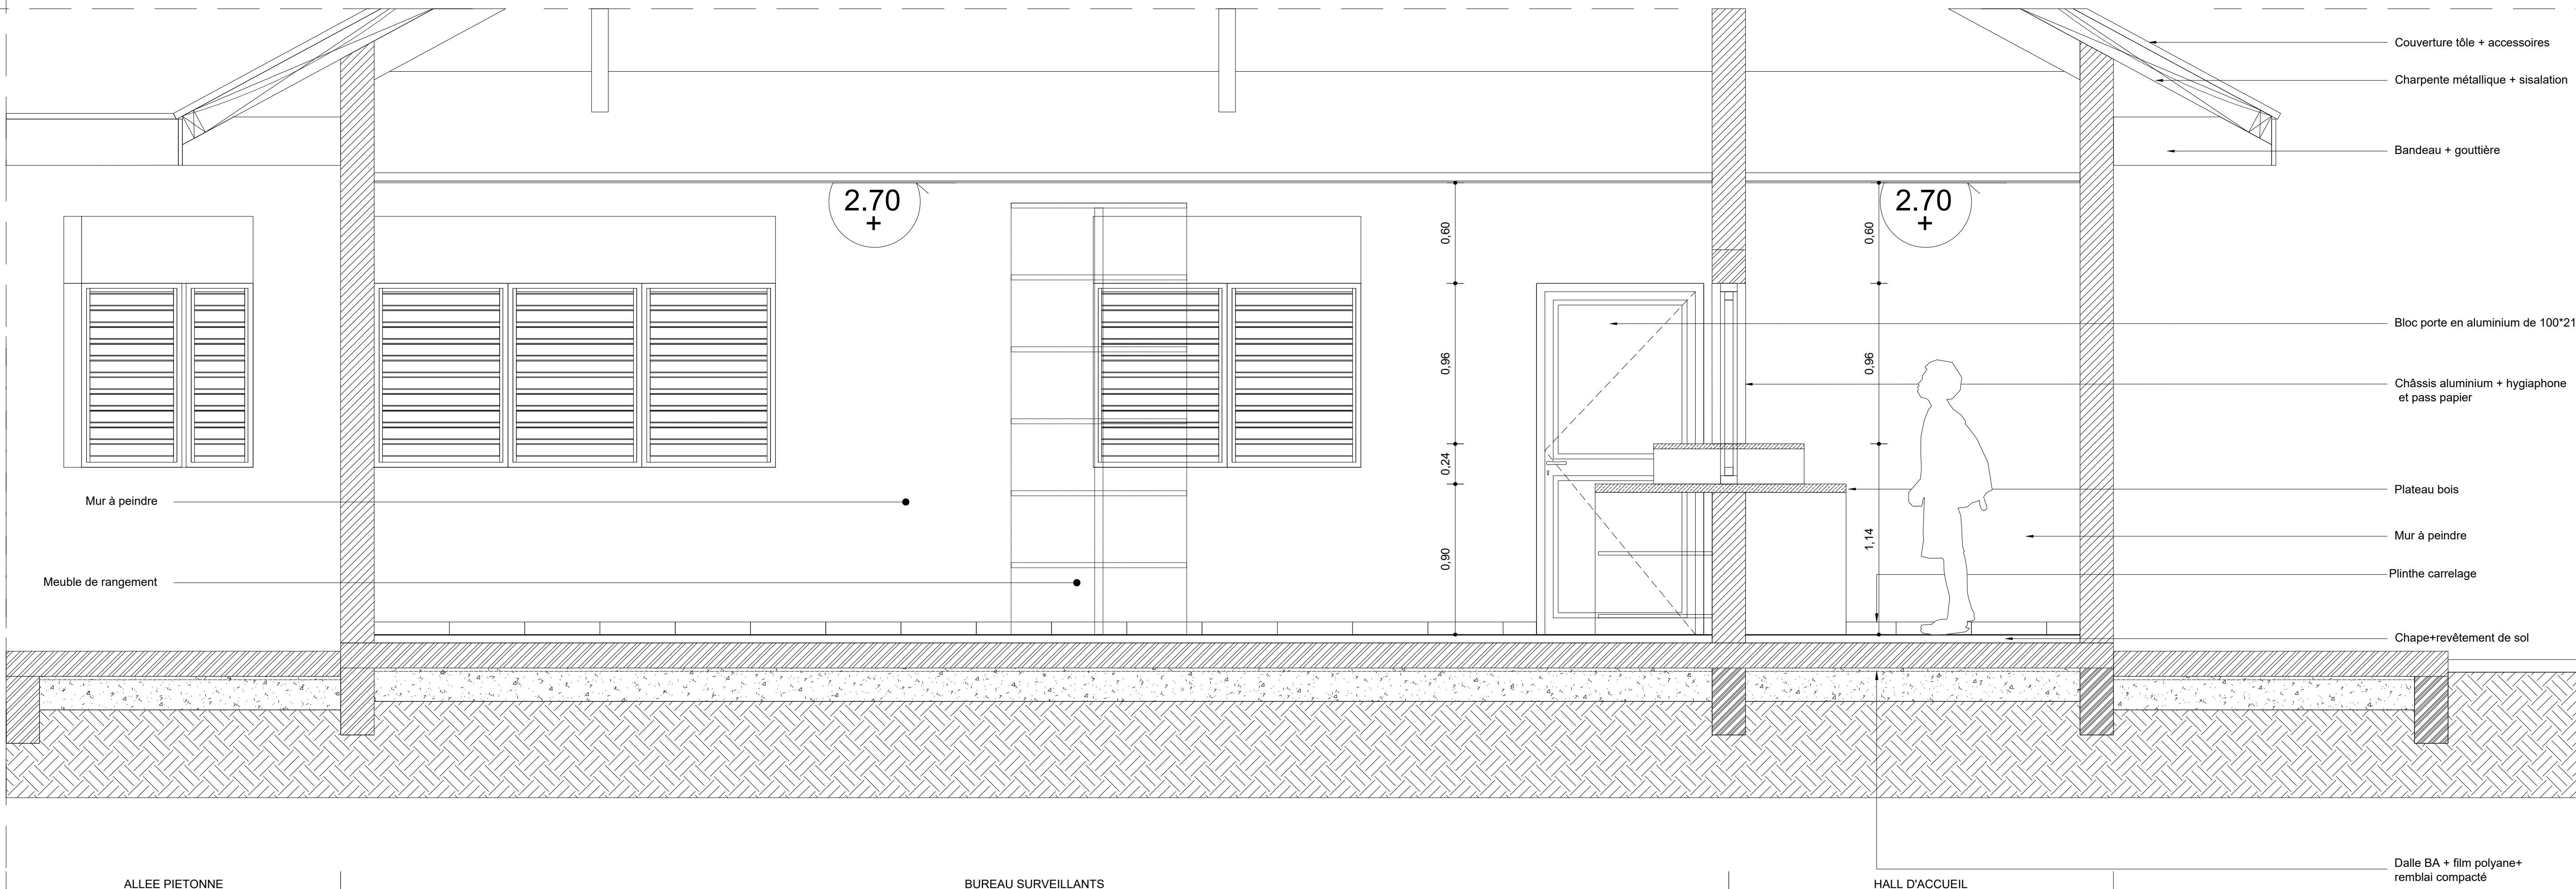 Couverture tôle + accessoires
Charpente métallique + sisalation
Bandeau + gouttière
2.70
+
2.70
+
0,60
0,60
Bloc porte en aluminium de 100*21
0,96
0,96
Châssis aluminium + hygiaphone
et pass papier
0,24
Plateau bois
Mur à peindre
0,90
1,14
Mur à peindre
Plinthe carrelage
Meuble de rangement
Chape+revêtement de sol
Dalle BA + film polyane+
remblai compacté
ALLEE PIETONNE
BUREAU SURVEILLANTS
HALL D'ACCUEIL